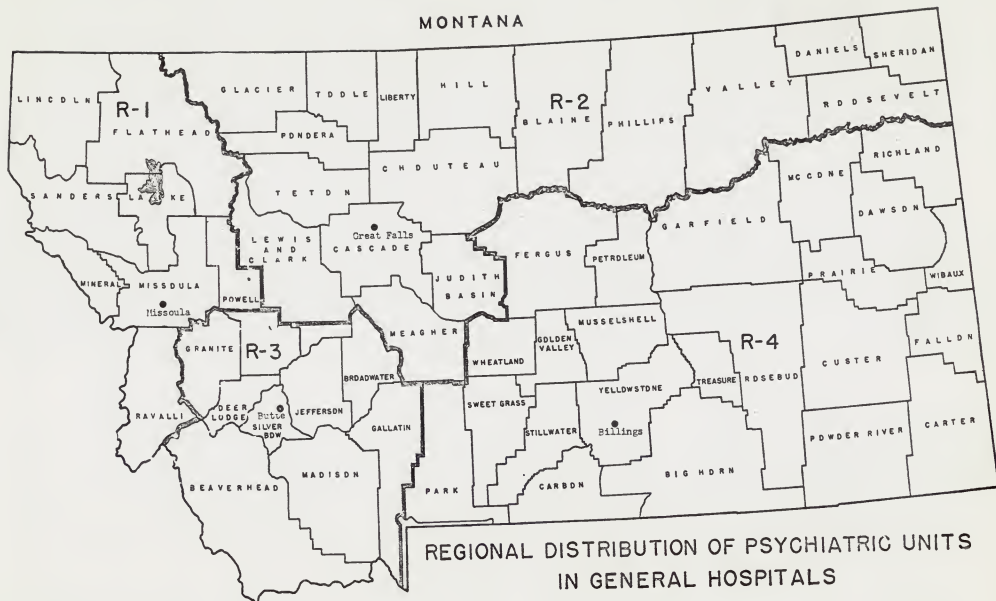 MONTANA
DANIELS
SHERIDAN
LINCOLN
R-1
FLATHEAD
GLACIER
TODDLE
LIBERTY
HILL
R-2
BLAINE
PHILLIPS
VALLEY
ROOSEVELT
PONDERA
CHOUTEAU
TETON
SANDERS
LAKE
MCCONE
RICHLAND
DAWSON
GARFIELD
Great Falls
CASCADE
LEWIS
AND
CLARK
JUDITH
BASIN
FERGUS
PETROLEUM
PRAIRIE
WIBAUX
MINERAL
MISSOULA
Missoula
POWELL
MEAGHER
GRANITE
R-3
BROADWATER
WHEATLAND
GOLDEN
VALLEY
MUSSELSHELL
R-4
TREASURE
ROSEBUD
CUSTER
FALLON
RAVALLI
DEER
LODGE
Butte
SILVER
BOW
JEFFERSON
GALLATIN
SWEET GRASS
STILLWATER
YELLOWSTONE
Billings
POWDER RIVER
CARTER
BEAVERHEAD
MADISON
PARK
CARBON
BIG HORN
REGIONAL DISTRIBUTION OF PSYCHIATRIC UNITS
IN GENERAL HOSPITALS